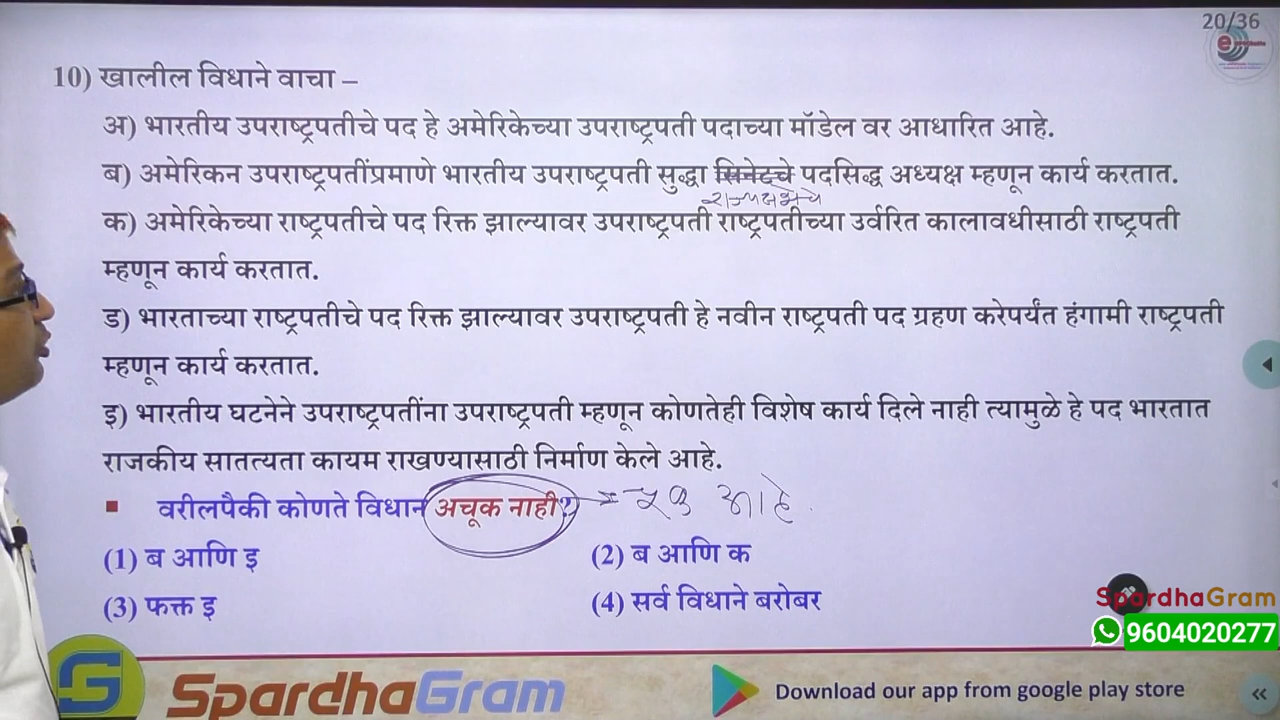 20/36
10) खालील विधाने वाचा –
अ) भारतीय उपराष्ट्रपतीचे पद हे अमेरिकेच्या उपराष्ट्रपती पदाच्या मॉडेल वर आधारित आहे.
ब) अमेरिकन उपराष्ट्रपतींप्रमाणे भारतीय उपराष्ट्रपती सुद्धा सिनेटचे पदसिद्ध अध्यक्ष म्हणून कार्य करतात.
क) अमेरिकेच्या राष्ट्रपतीचे पद रिक्त झाल्यावर उपराष्ट्रपती राष्ट्रपतीच्या उर्वरित कालावधीसाठी राष्ट्रपती
म्हणून कार्य करतात.
ड) भारताच्या राष्ट्रपतीचे पद रिक्त झाल्यावर उपराष्ट्रपती हे नवीन राष्ट्रपती पद ग्रहण करेपर्यंत हंगामी राष्ट्रपती
म्हणून कार्य करतात.
इ) भारतीय घटनेने उपराष्ट्रपतींना उपराष्ट्रपती म्हणून कोणतेही विशेष कार्य दिले नाही त्यामुळे हे पद भारतात
राजकीय सातत्यता कायम राखण्यासाठी निर्माण केले आहे.
▪ वरीलपैकी कोणते विधान अचूक नाही? चूक आहे.
(1) ब आणि इ (2) ब आणि क
(3) फक्त इ (4) सर्व विधाने बरोबर
SpardhaGram
9604020277
SpardhaGram
Download our app from google play store